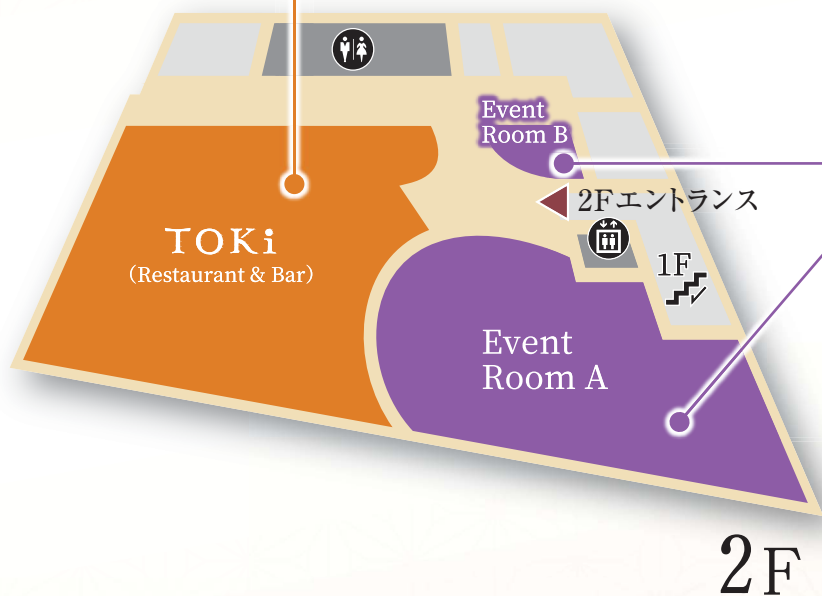 Event
Room B
2Fエントランス
TOKi
（Restaurant & Bar）
1F
Event
Room A
2F